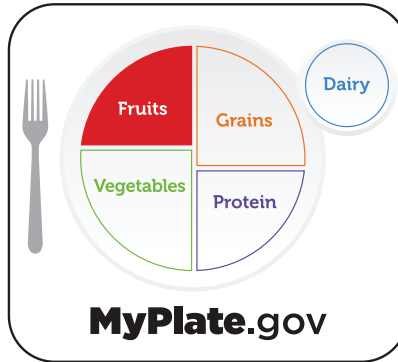 Dairy
Fruits
Grains
Vegetables
Protein
MyPlate.gov